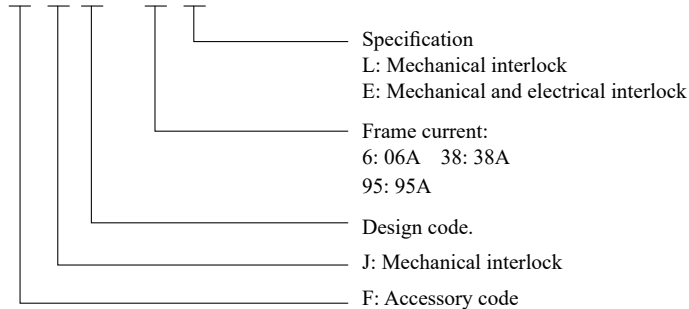 Specification
L: Mechanical interlock
E: Mechanical and electrical interlock
Frame current:
6: 06A 38: 38A
95: 95A
Design code.
J: Mechanical interlock
F: Accessory code